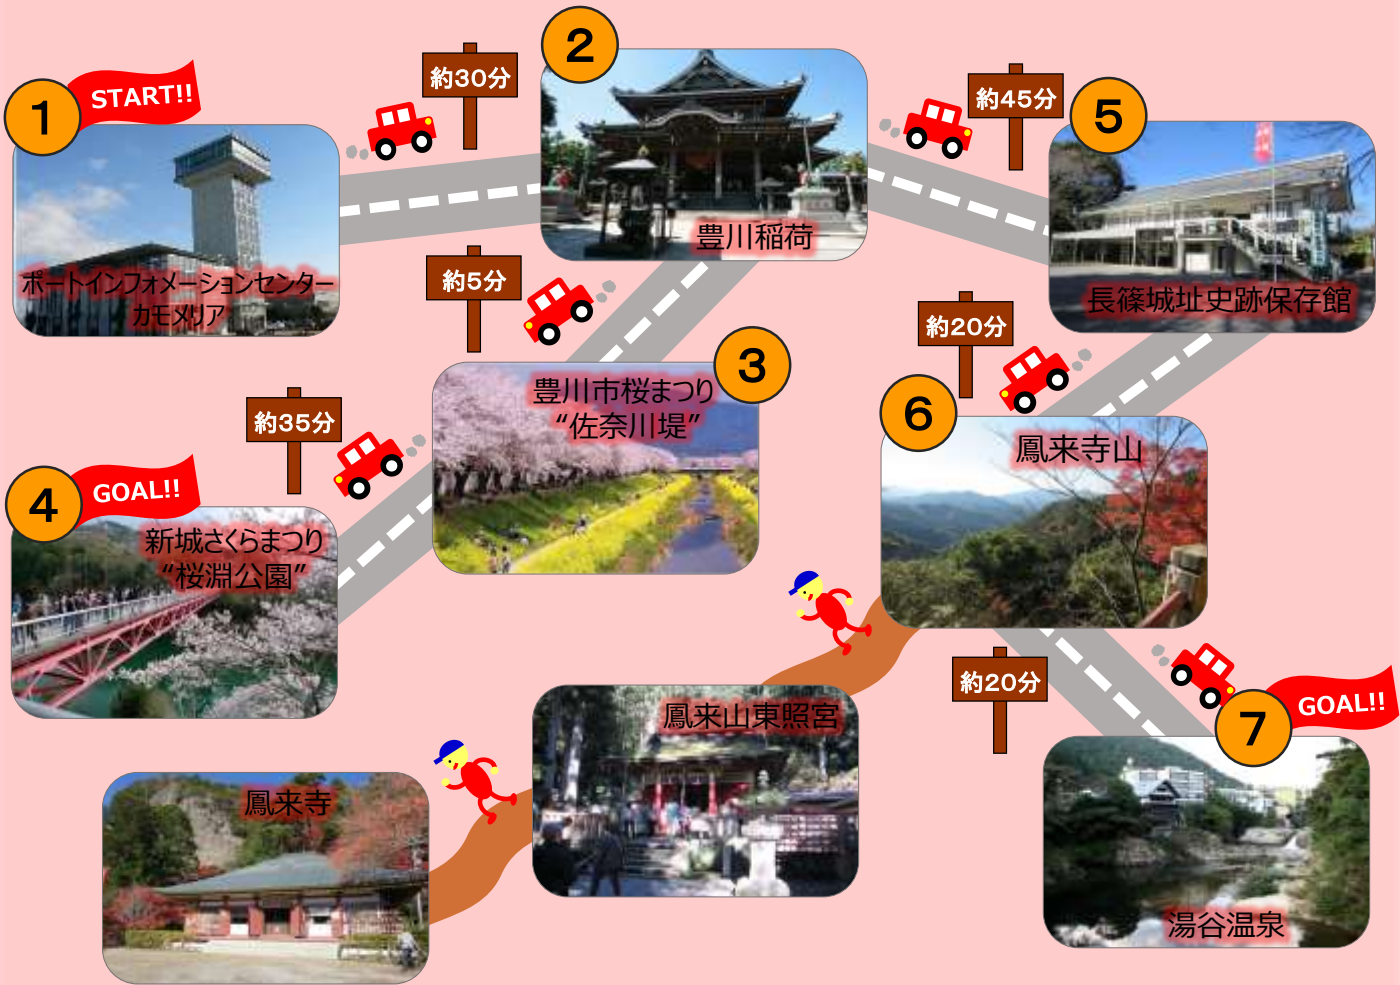 1
START!!
ポートインフォメーションセンター
カモメリア
約30分
2
豊川稲荷
約45分
5
長篠城址史跡保存館
約5分
3
豊川市桜まつり
“佐奈川堤”
約35分
4
GOAL!!
新城さくらまつり
“桜淵公園”
約20分
6
鳳来寺山
鳳来山東照宮
鳳来寺
約20分
7
GOAL!!
湯谷温泉